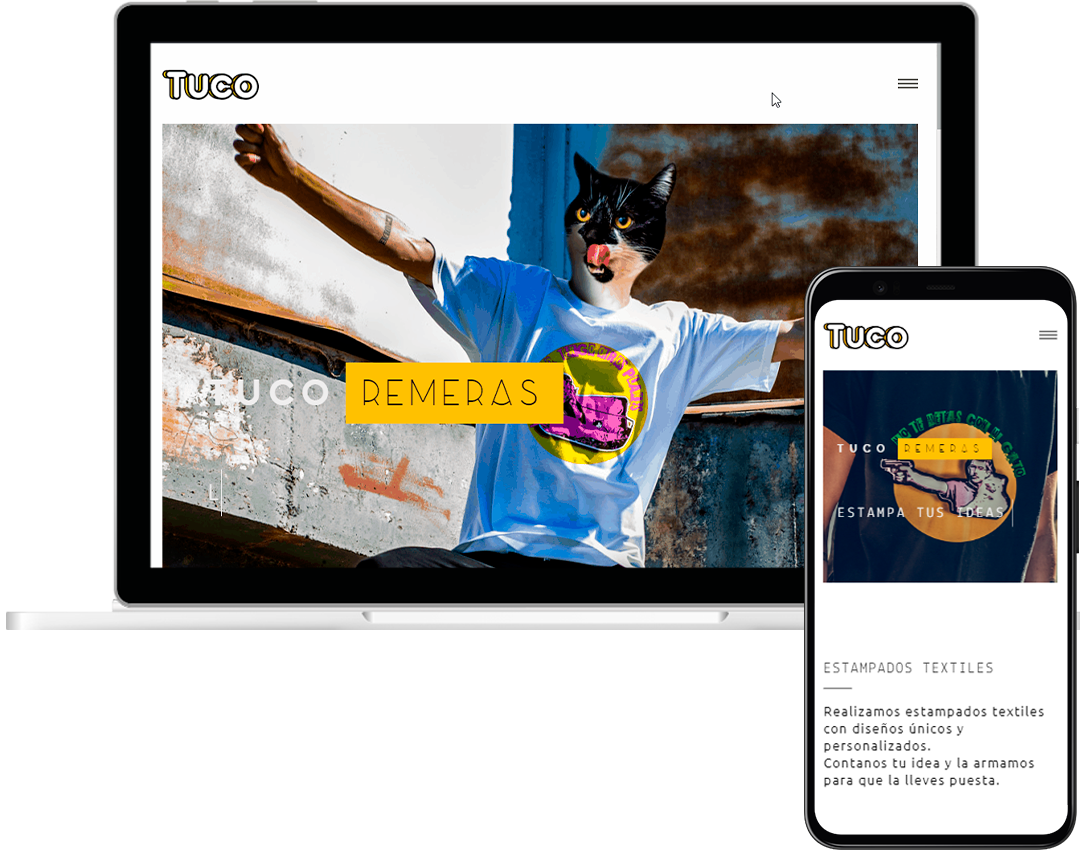 TUCO
TUCO REMERAS
L
TUCO
TUCO REMERAS
ESTAMPA TUS IDEAS
ESTAMPADOS TEXTILES
Realizamos estampados textiles
con diseños únicos y
personalizados.
Contanos tu idea y la armamos
para que la lleves puesta.